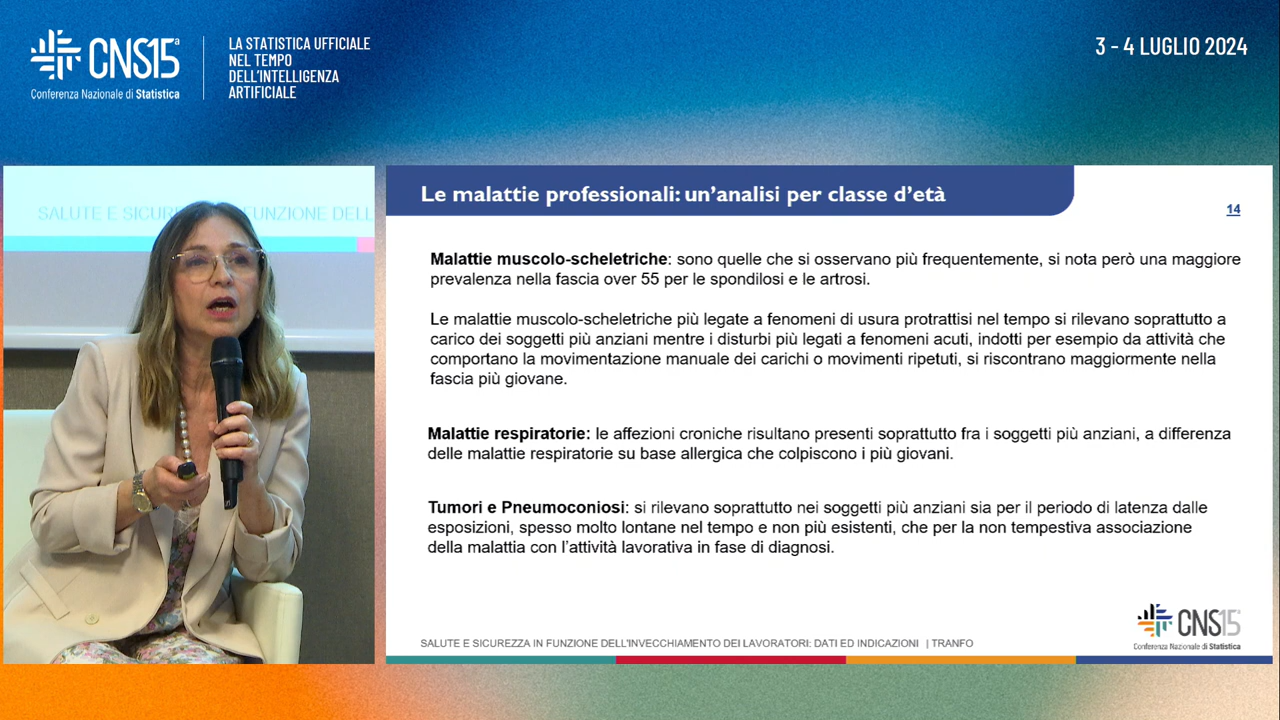 CNS15ª
Conferenza Nazionale di Statistica
LA STATISTICA UFFICIALE
NEL TEMPO
DELL'INTELLIGENZA
ARTIFICIALE
3 - 4 LUGLIO 2024
SALUTE E SICUR
FUNZIONE DELL
Le malattie professionali: un'analisi per classe d'età
14
Malattie muscolo-scheletriche: sono quelle che si osservano più frequentemente, si nota però una maggiore
prevalenza nella fascia over 55 per le spondilosi e le artrosi.
Le malattie muscolo-scheletriche più legate a fenomeni di usura protrattisi nel tempo si rilevano soprattutto a
carico dei soggetti più anziani mentre i disturbi più legati a fenomeni acuti, indotti per esempio da attività che
comportano la movimentazione manuale dei carichi o movimenti ripetuti, si riscontrano maggiormente nella
fascia più giovane.
Malattie respiratorie: le affezioni croniche risultano presenti soprattutto fra i soggetti più anziani, a differenza
delle malattie respiratorie su base allergica che colpiscono i più giovani.
Tumori e Pneumoconiosi: si rilevano soprattutto nei soggetti più anziani sia per il periodo di latenza dalle
esposizioni, spesso molto lontane nel tempo e non più esistenti, che per la non tempestiva associazione
della malattia con l'attività lavorativa in fase di diagnosi.
SALUTE E SICUREZZA IN FUNZIONE DELL'INVECCHIAMENTO DEI LAVORATORI: DATI ED INDICAZIONI | TRANFO
CNS15
Conferenza Nazionale di Statistica